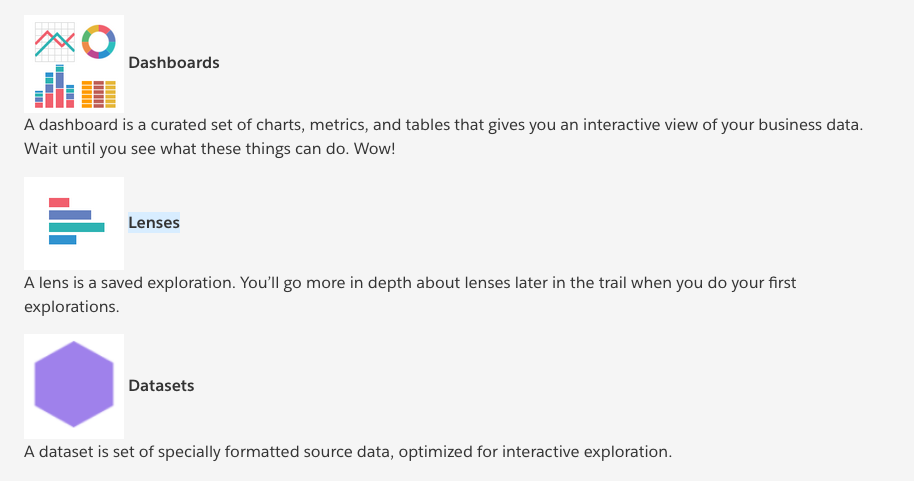 Dashboards
A dashboard is a curated set of charts, metrics, and tables that gives you an interactive view of your business data.
Wait until you see what these things can do. Wow!
Lenses
A lens is a saved exploration. You’ll go more in depth about lenses later in the trail when you do your first
explorations.
Datasets
A dataset is set of specially formatted source data, optimized for interactive exploration.